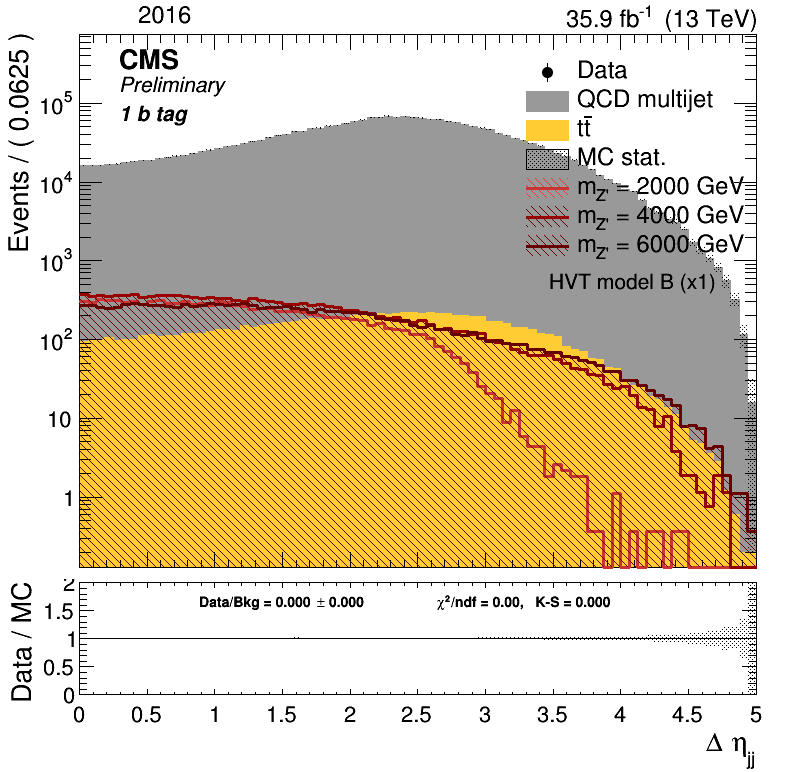 2016 35.9 fb⁻¹ (13 TeV)
CMS
Preliminary
1 b tag
Data
QCD multijet
tt̄
MC stat.
m_Z' = 2000 GeV
m_Z' = 4000 GeV
m_Z' = 6000 GeV
HVT model B (x1)
Events / ( 0.0625 )
10⁵
10⁴
10³
10²
10
1
Data/Bkg = 0.000 ± 0.000 χ²/ndf = 0.00, K-S = 0.000
Data / MC
2
1.5
1
0.5
0
0 0.5 1 1.5 2 2.5 3 3.5 4 4.5 5
Δ η_jj